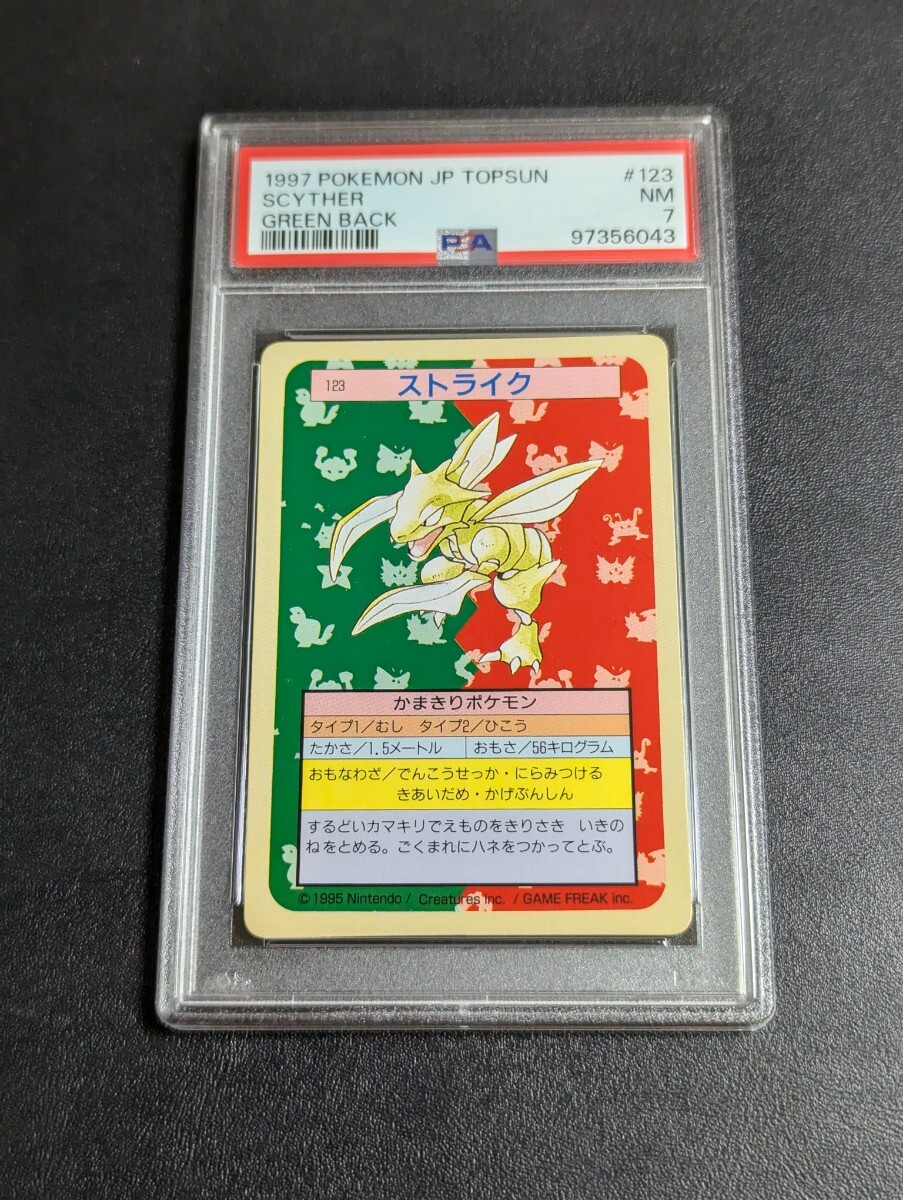 1997 POKEMON JP TOPSUN #123
SCYTHER NM
GREEN BACK 7
PSA 97356043
123 ストライク
かまきりポケモン
タイプ1/むし タイプ2/ひこう
たかさ/1.5メートル おもさ/56キログラム
おもなわざ/でんこうせっか・にらみつける
きあいだめ・かげぶんしん
するどいカマキリでえものをきりさき いきの
ねをとめる。ごくまれにハネをつかってとぶ。
©1995 Nintendo / Creatures inc. / GAME FREAK inc.